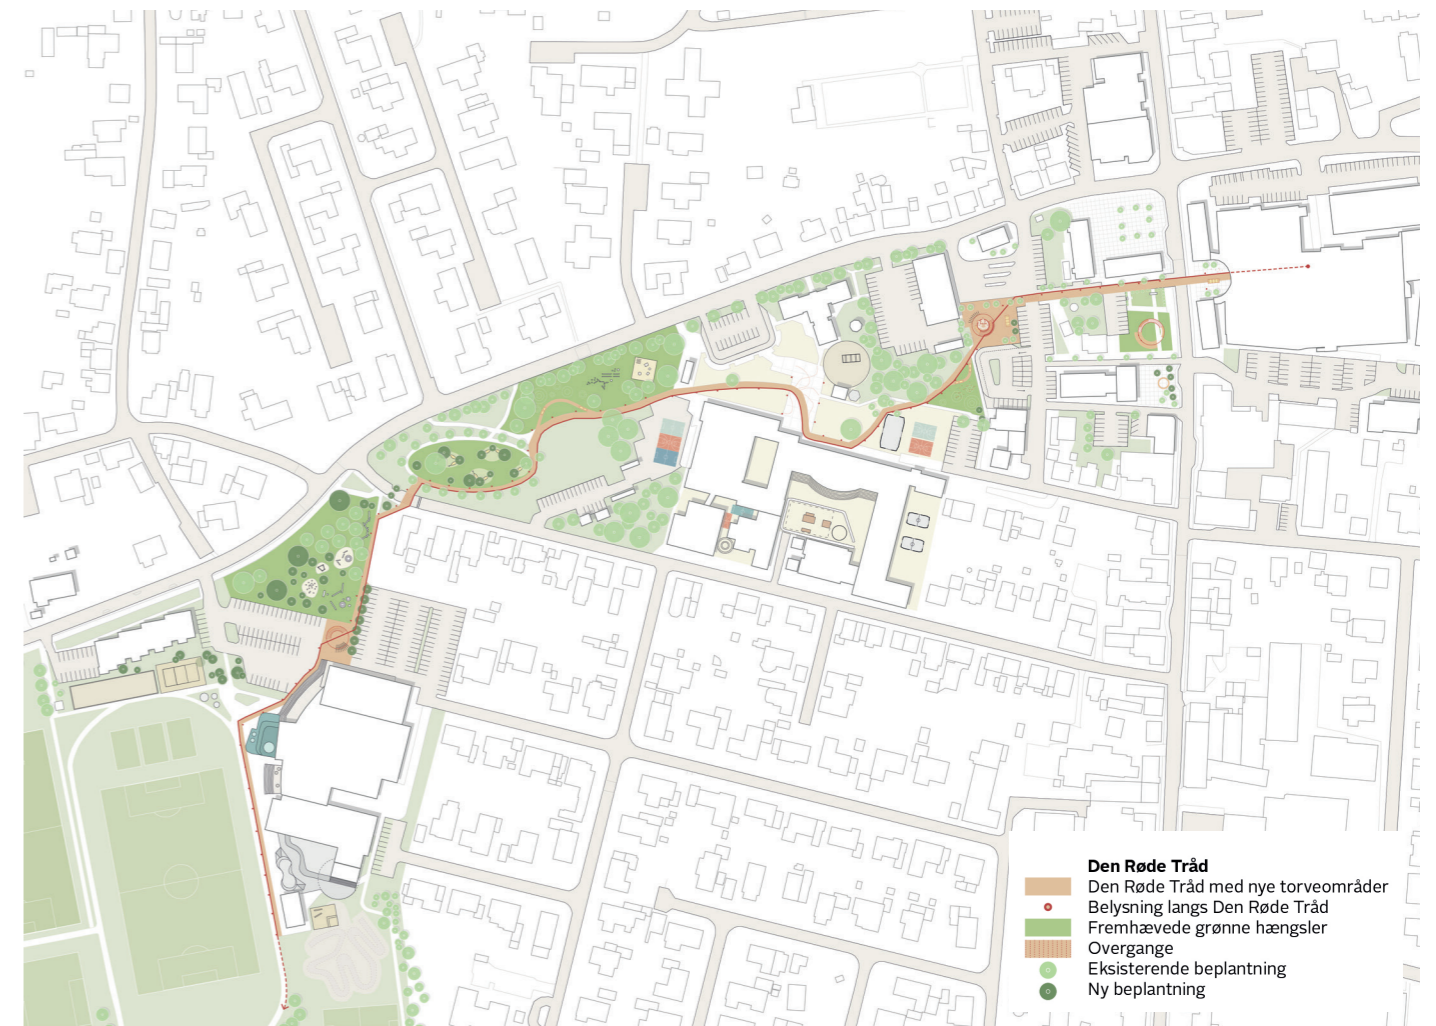 Den Røde Tråd
Den Røde Tråd med nye torveområder
Belysning langs Den Røde Tråd
Fremhævede grønne hængsler
Overgange
Eksisterende beplantning
Ny beplantning